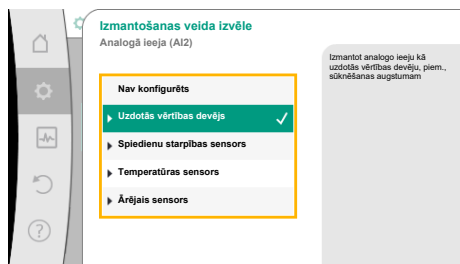 Izmantošanas veida izvēle
Analogā ieeja (AI2)
Nav konfigurēts
Uzdotās vērtības devējs
Spiedienu starpības sensors
Temperatūras sensors
Ārējais sensors
Izmantot analogo ieeju kā
uzdotās vērtības devēju, piem.,
sūknēšanas augstumam
?